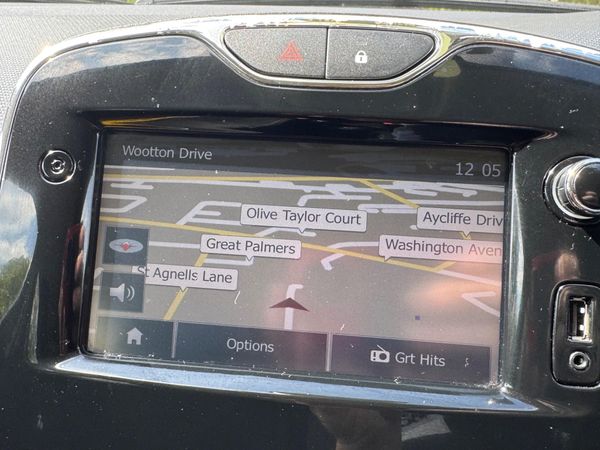 Wootton Drive
12 05
Olive Taylor Court
Aycliffe Driv
Great Palmers
Washington Aven
St Agnells Lane
Options
Grt Hits